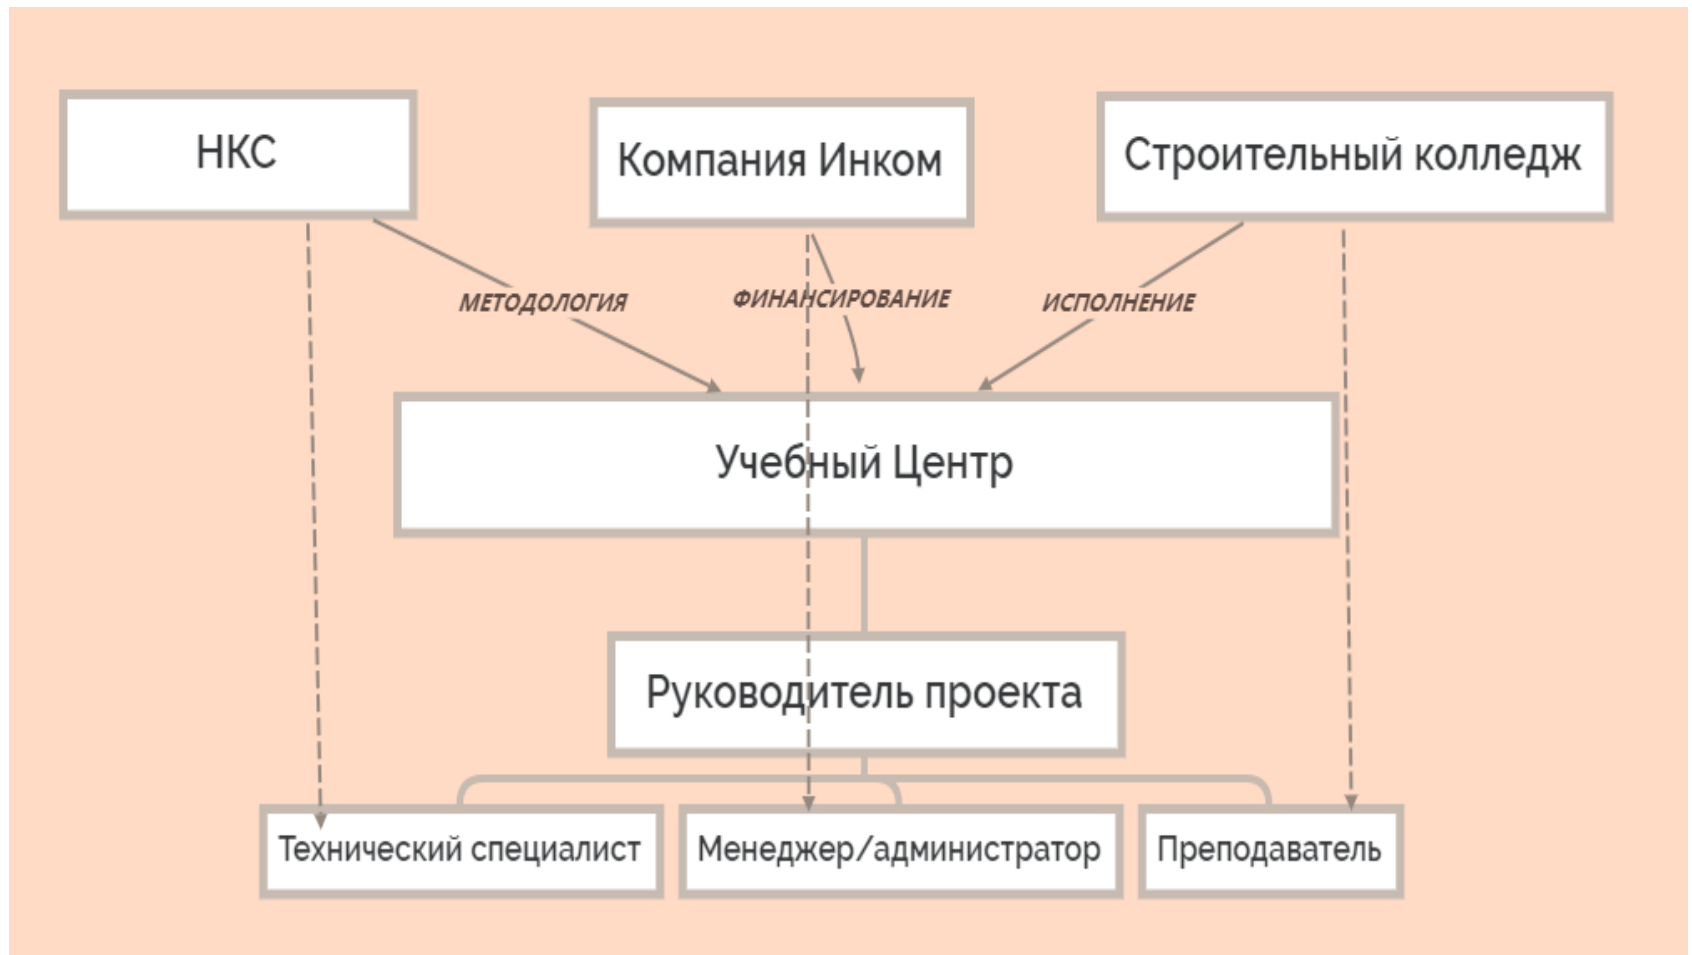 НКС
Компания Инком
Строительный колледж
МЕТОДОЛОГИЯ
ФИНАНСИРОВАНИЕ
ИСПОЛНЕНИЕ
Учебный Центр
Руководитель проекта
Технический специалист
Менеджер/администратор
Преподаватель